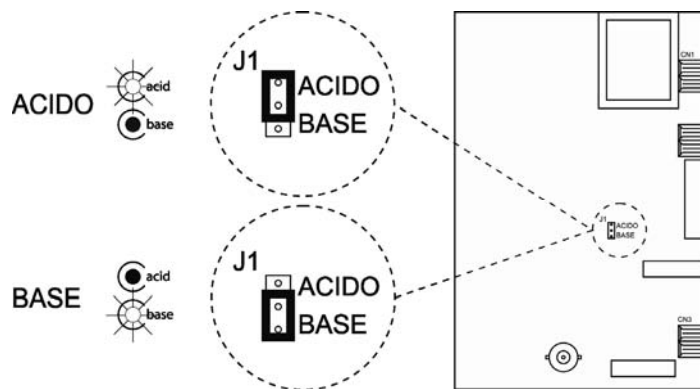 ACIDO
acid
base
J1
ACIDO
BASE
BASE
acid
base
J1
ACIDO
BASE
CN1
J1
ACIDO
BASE
CN3